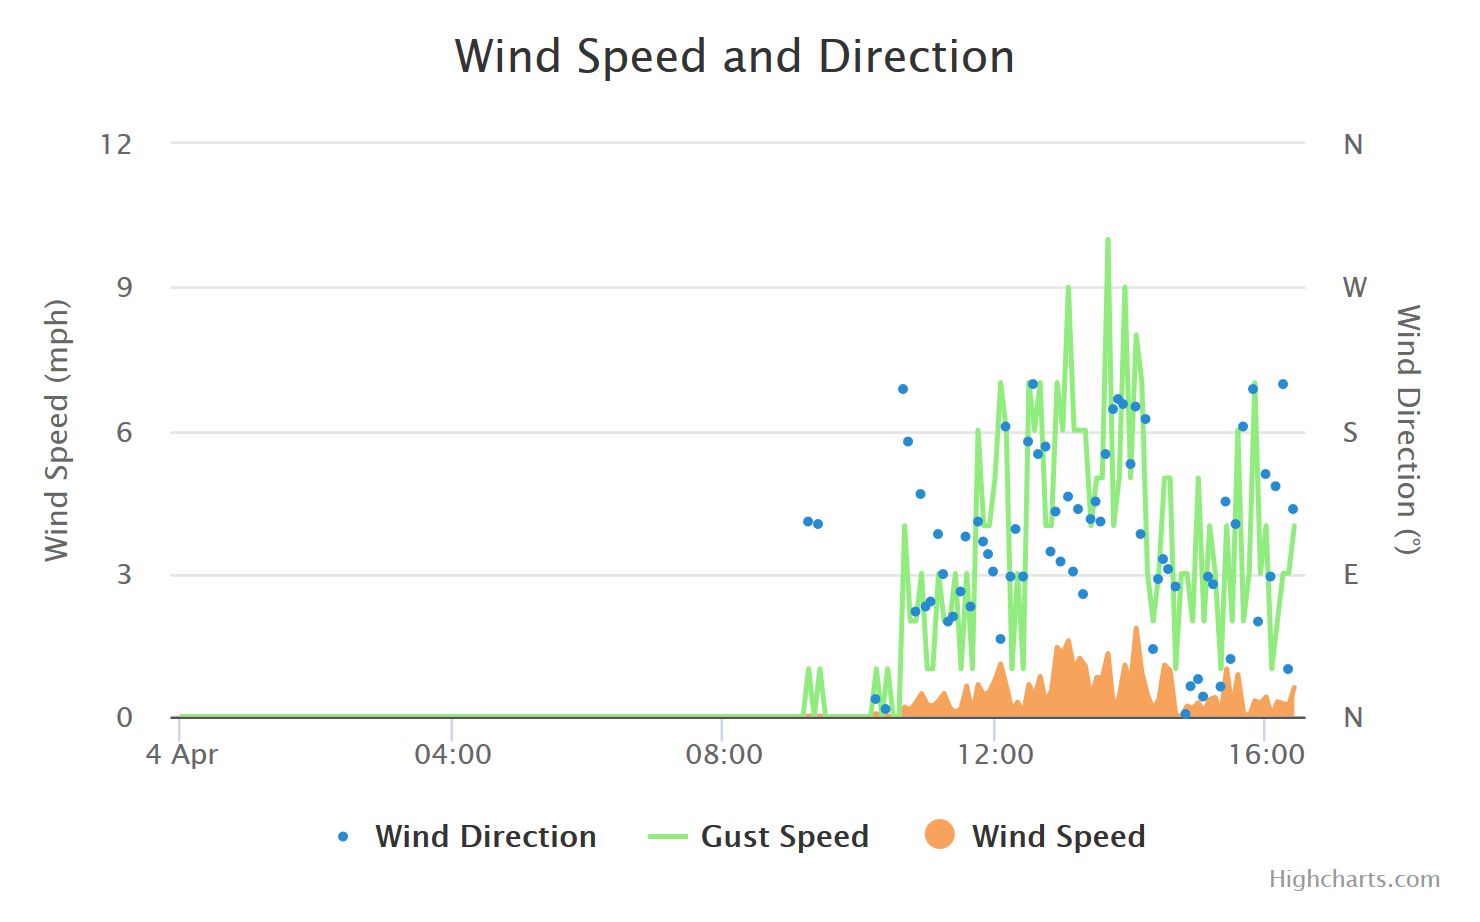 Wind Speed and Direction
12
N
9
W
6
S
3
E
0
N
Wind Speed (mph)
Wind Direction (°)
4 Apr
04:00
08:00
12:00
16:00
Wind Direction
Gust Speed
Wind Speed
Highcharts.com